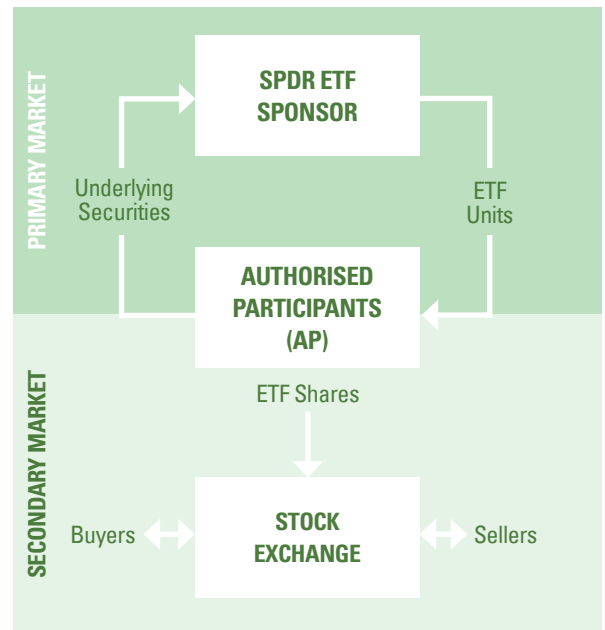 PRIMARY MARKET
SPDR ETF
SPONSOR
Underlying
Securities
ETF
Units
AUTHORISED
PARTICIPANTS
(AP)
SECONDARY MARKET
ETF Shares
Buyers
STOCK
EXCHANGE
Sellers